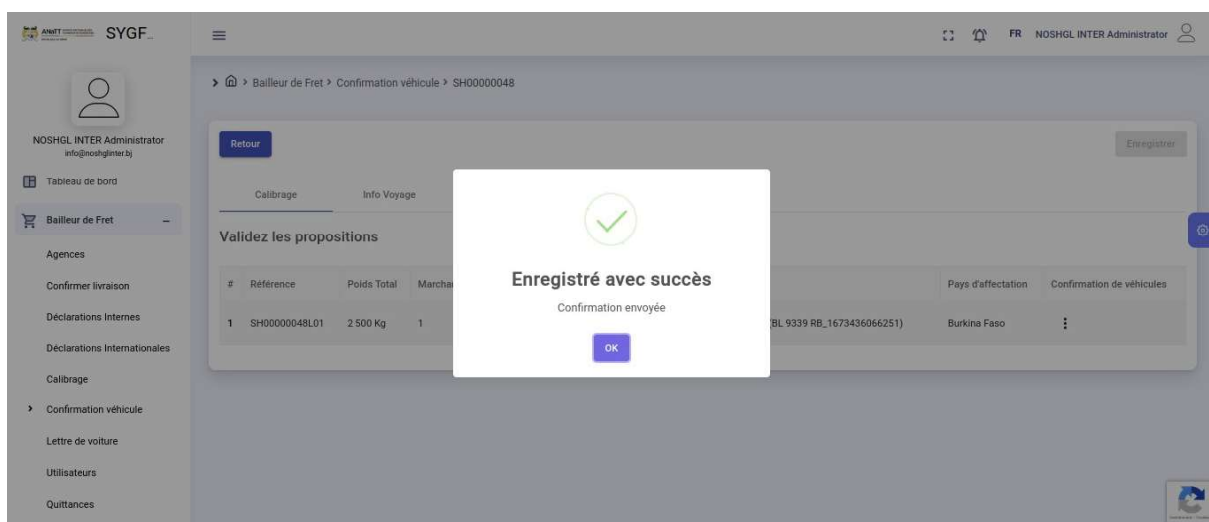 ANaTT
SYGF...
FR NOSHGL INTER Administrator
Bailleur de Fret > Confirmation véhicule > SH00000048
NOSHGL INTER Administrator
info@noshglinter.bj
Retour
Enregistrer
Tableau de bord
Calibrage Info Voyage
Bailleur de Fret
Validez les propositions
Agences
Confirmer livraison
# Référence Poids Total Marchan Pays d'affectation Confirmation de véhicules
Enregistré avec succès
Confirmation envoyée
Déclarations Internes
1 SH00000048L01 2 500 Kg 1 (BL 9339 RB_1673436066251) Burkina Faso
OK
Déclarations Internationales
Calibrage
Confirmation véhicule
Lettre de voiture
Utilisateurs
Quittances